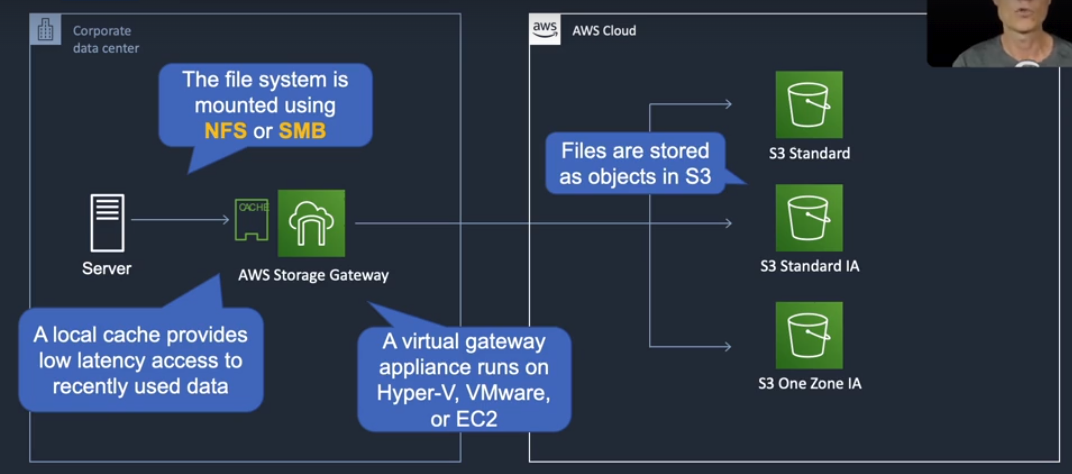 Corporate
data center
aws
AWS Cloud
The file system is
mounted using
NFS or SMB
Files are stored
as objects in S3
S3 Standard
CACHE
Server
AWS Storage Gateway
S3 Standard IA
A local cache provides
low latency access to
recently used data
A virtual gateway
appliance runs on
Hyper-V, VMware,
or EC2
S3 One Zone IA